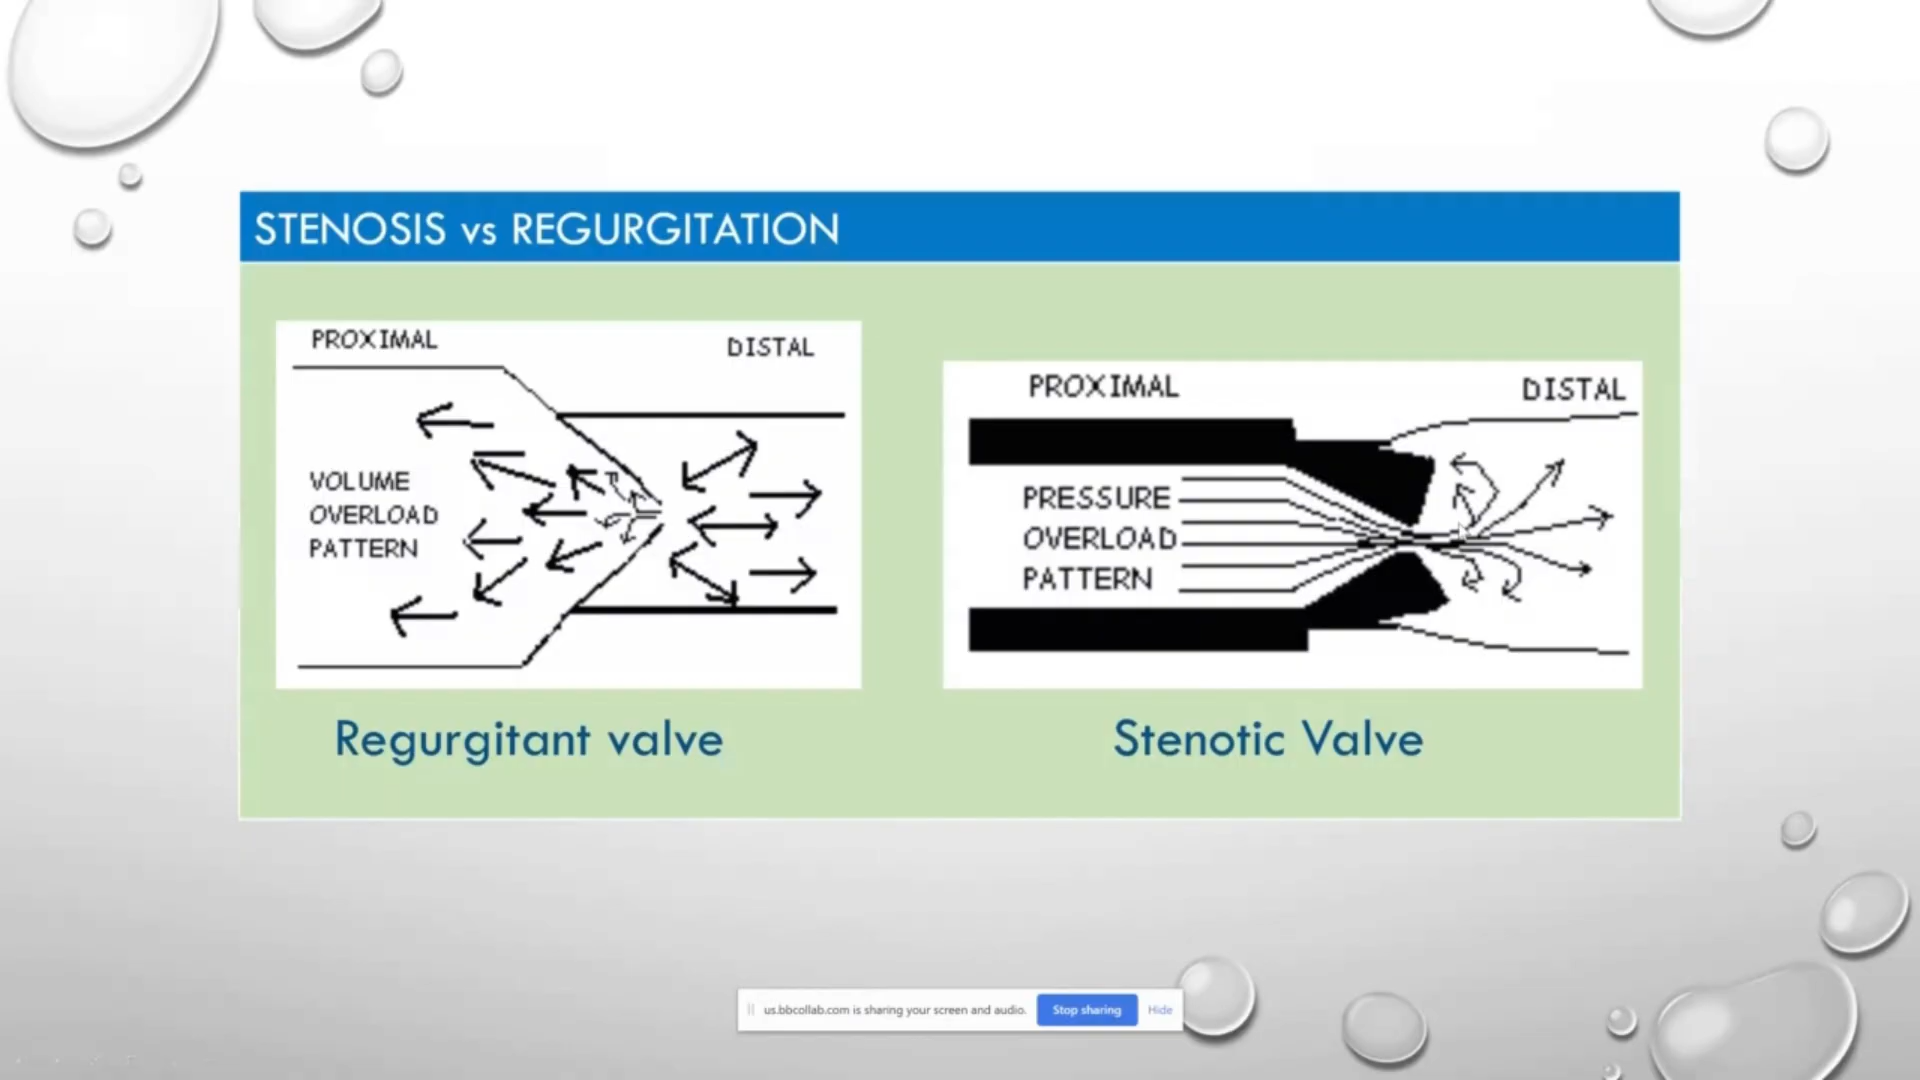 STENOSIS vs REGURGITATION
PROXIMAL
DISTAL
VOLUME
OVERLOAD
PATTERN
Regurgitant valve
PROXIMAL
DISTAL
PRESSURE
OVERLOAD
PATTERN
Stenotic Valve
us.bbcollab.com is sharing your screen and audio.
Stop sharing
Hide